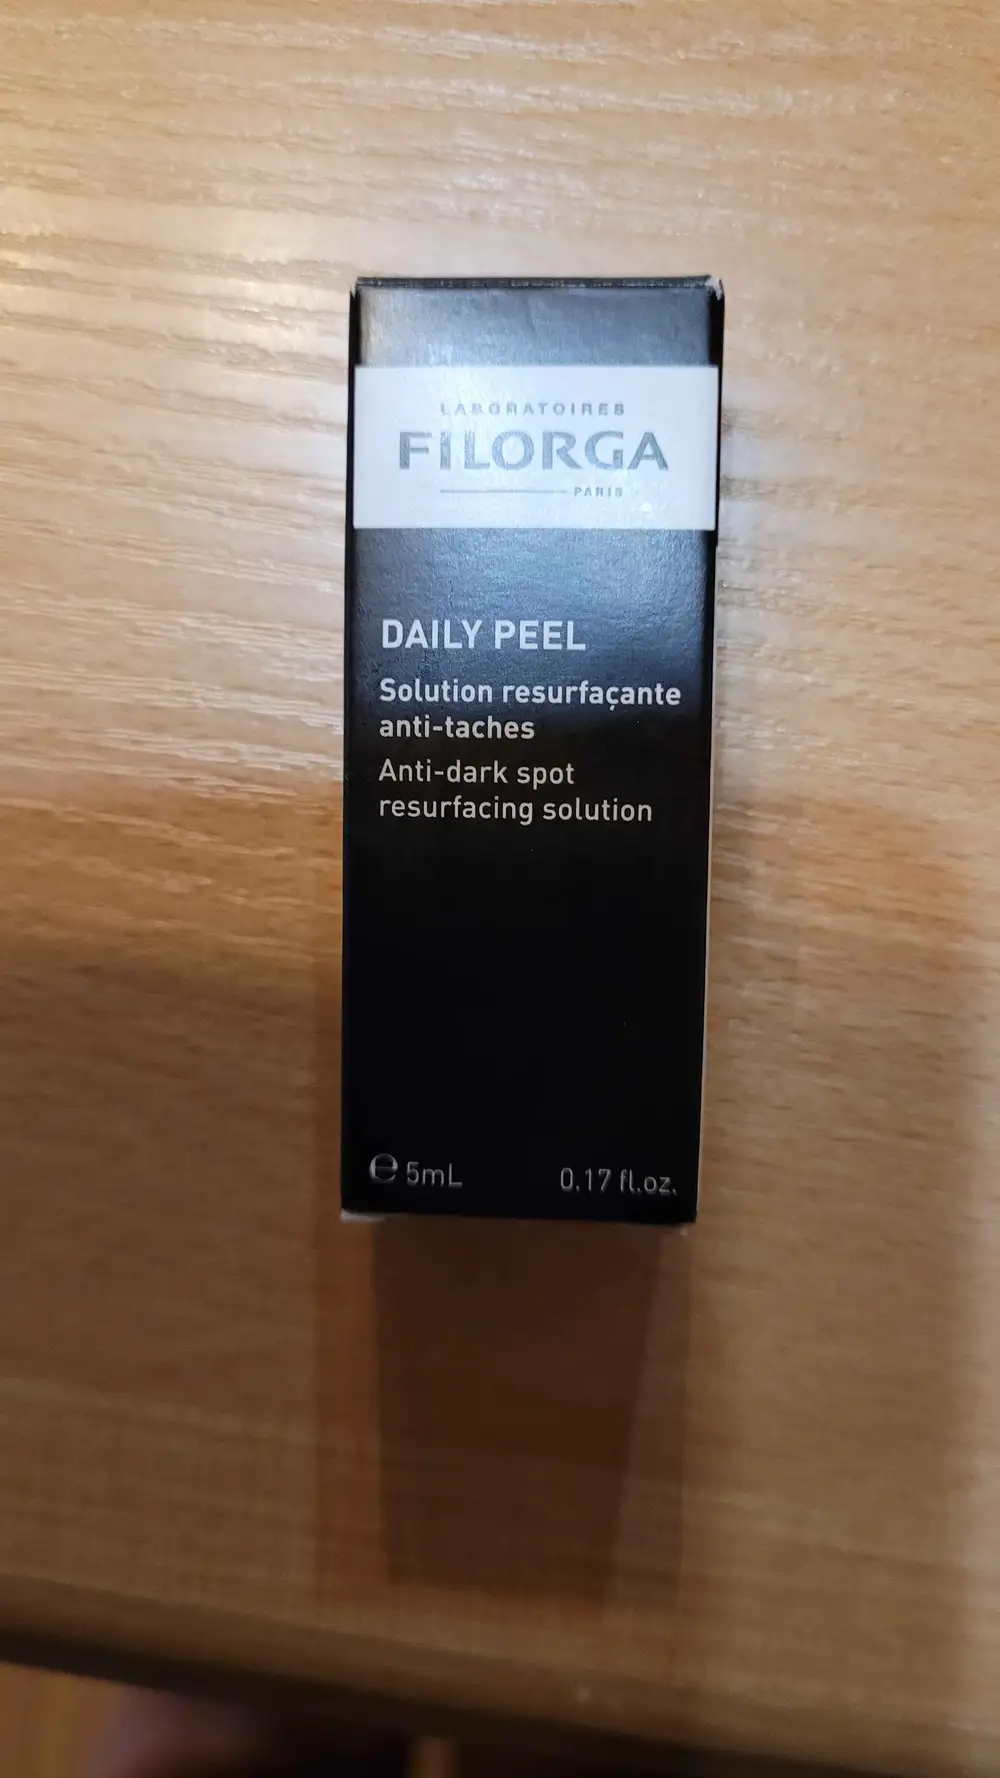 LABORATOIRES
FILORGA
PARIS
DAILY PEEL
Solution resurfaçante
anti-taches
Anti-dark spot
resurfacing solution
℮ 5mL 0.17 fl.oz.